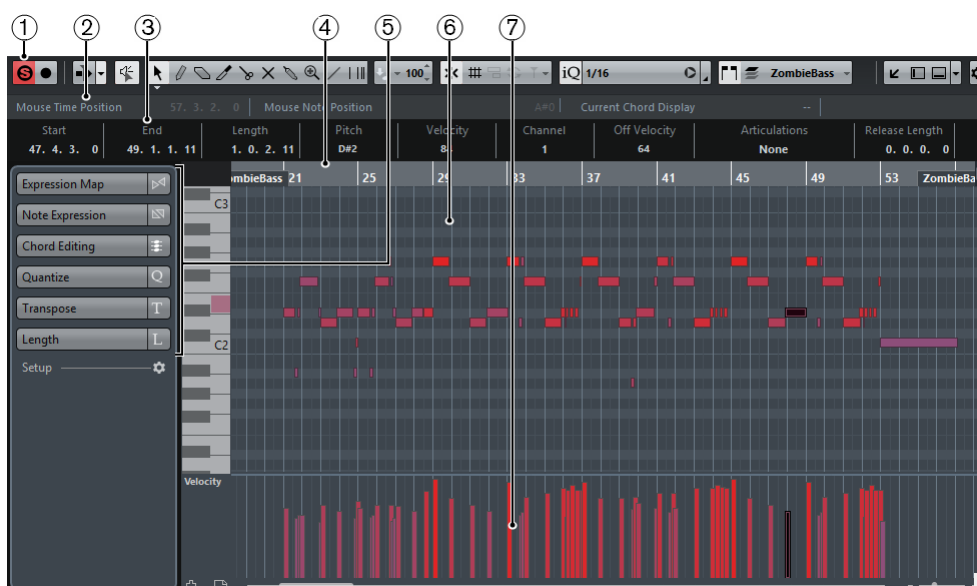 ① ② ③ ④ ⑤ ⑥ ⑦
S 100 iQ 1/16 ZombieBass
Mouse Time Position 57. 3. 2. 0 Mouse Note Position A#0 Current Chord Display --
Start End Length Pitch Velocity Channel Off Velocity Articulations Release Length
47. 4. 3. 0 49. 1. 1. 11 1. 0. 2. 11 D#2 84 1 64 None 0. 0. 0. 0
mbieBass 21 25 29 33 37 41 45 49 53 ZombieBa
Expression Map
C3
Note Expression
Chord Editing
Quantize Q
Transpose T
Length L
C2
Setup
Velocity